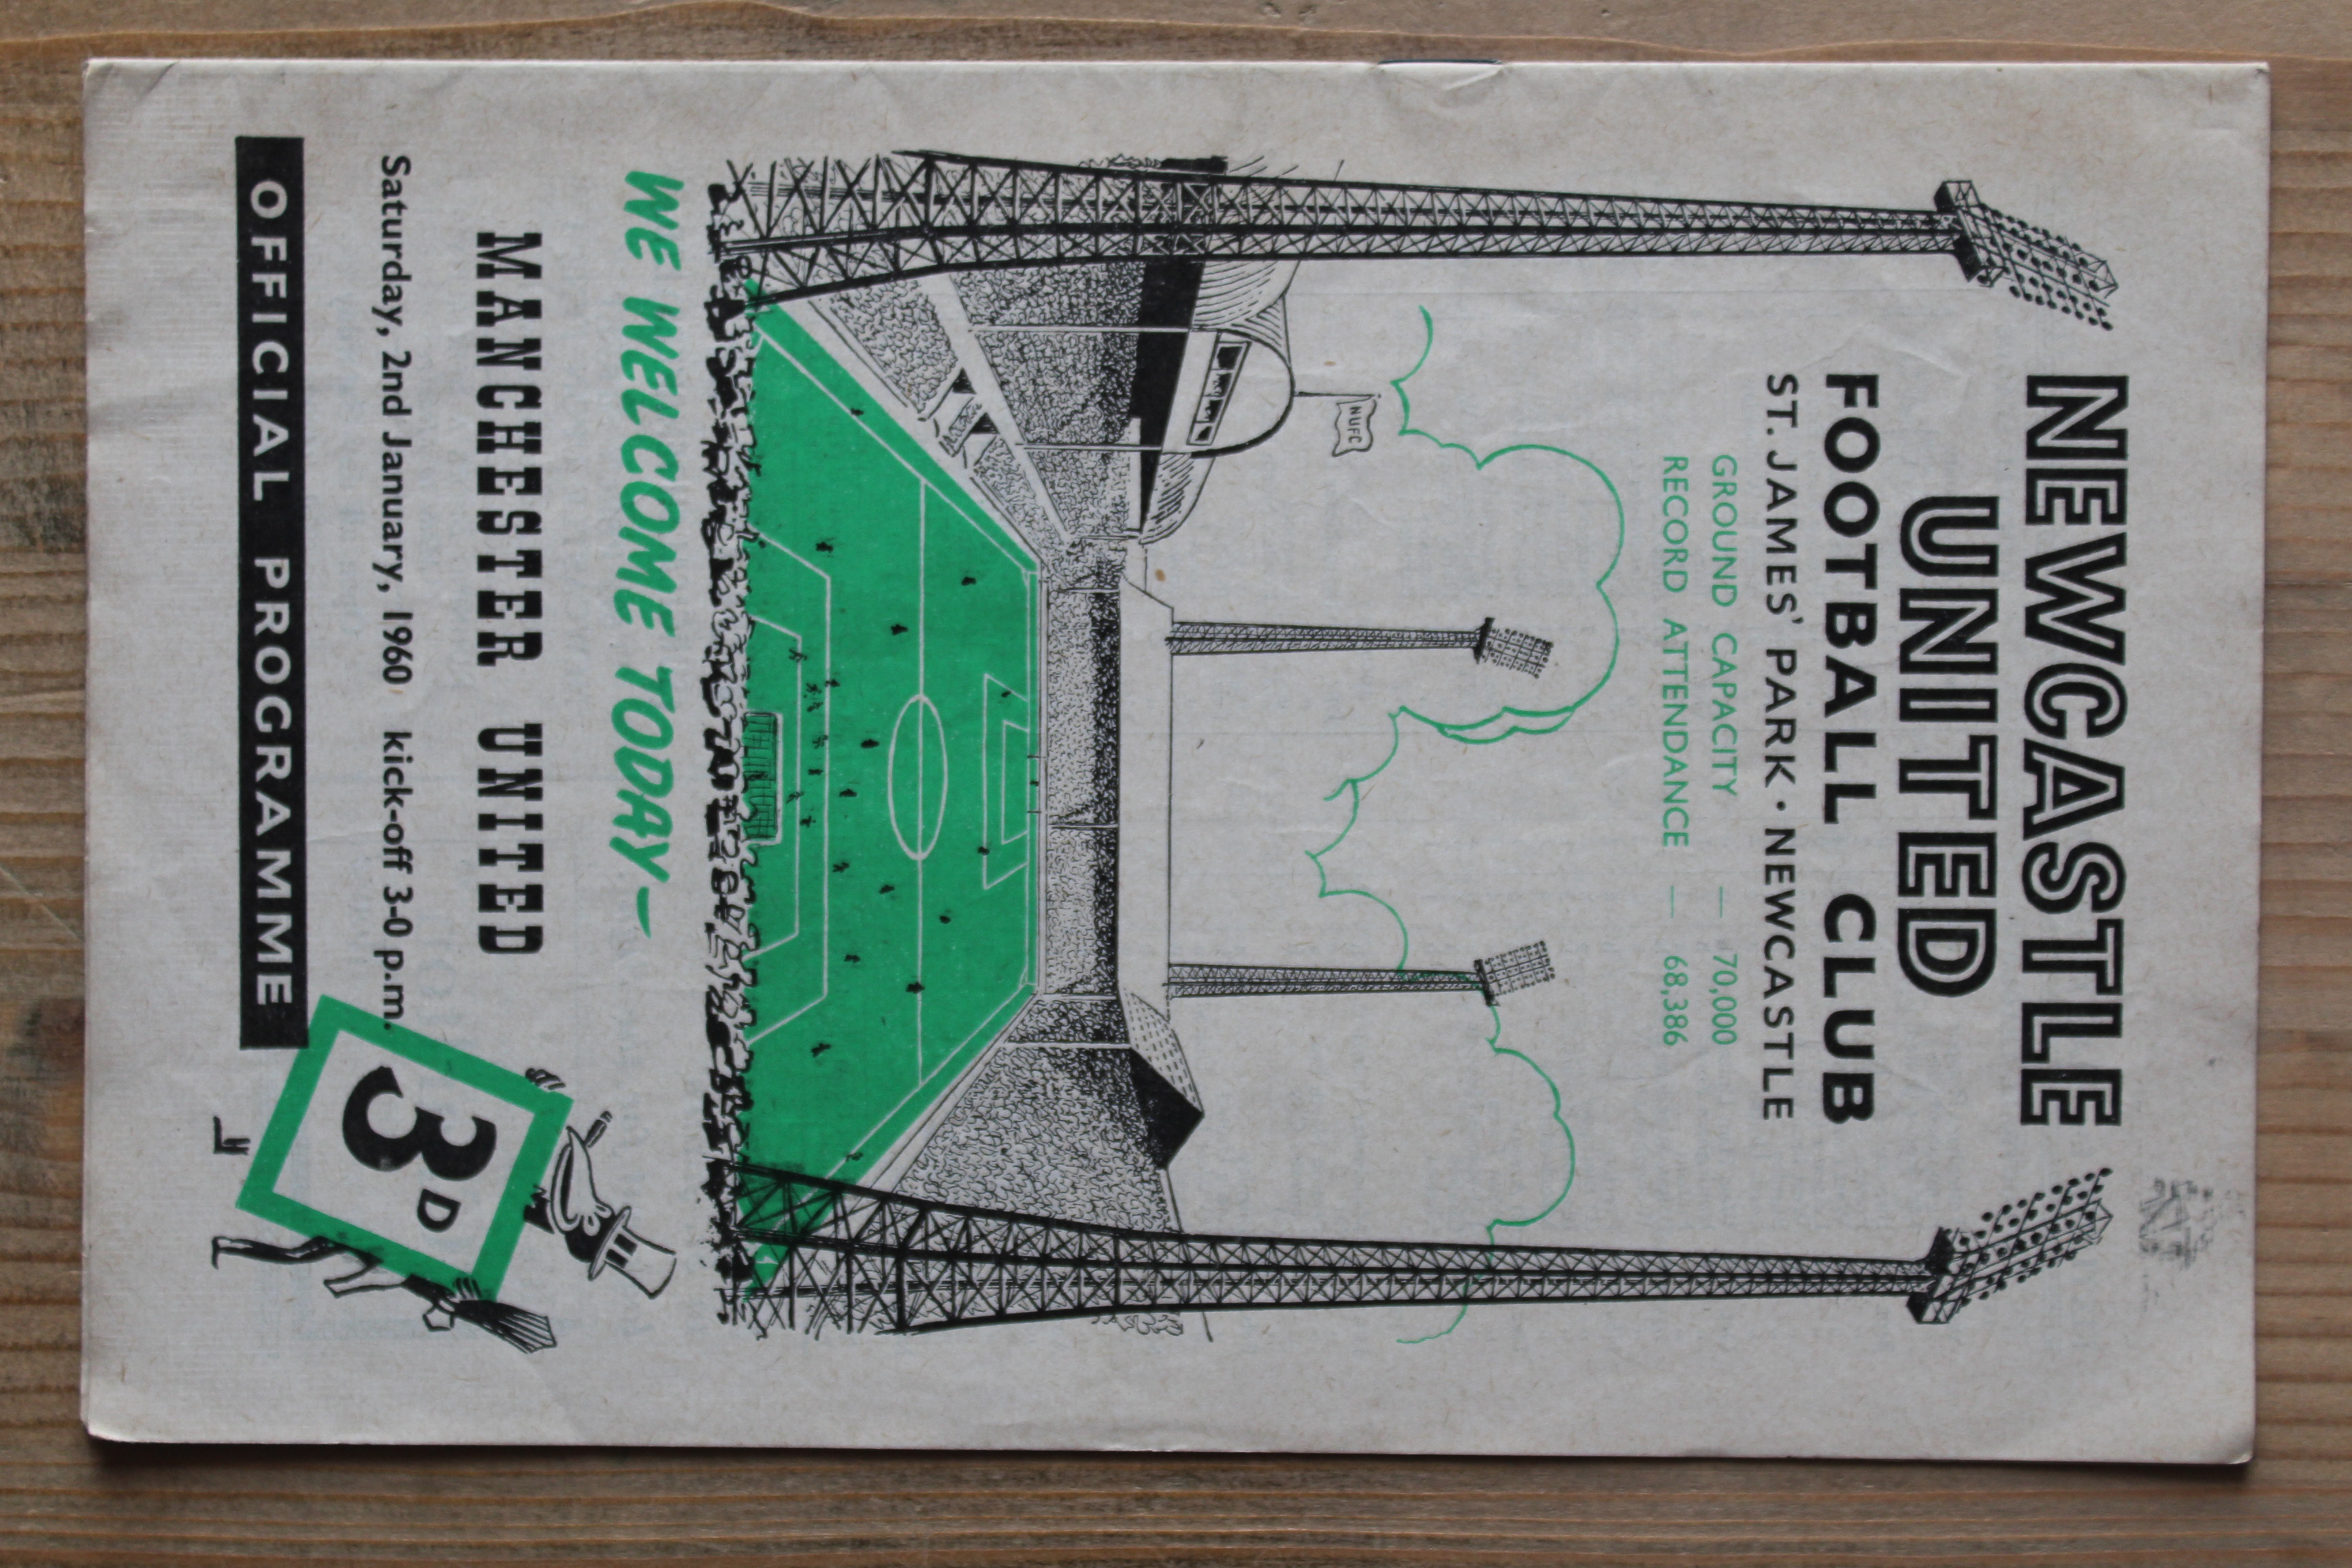 NEWCASTLE
UNITED
FOOTBALL CLUB
ST. JAMES' PARK · NEWCASTLE
GROUND CAPACITY — 70,000
RECORD ATTENDANCE — 68,386
NUFC
WE WELCOME TODAY—
MANCHESTER UNITED
Saturday, 2nd January, 1960 kick-off 3-0 p.m.
OFFICIAL PROGRAMME
3D